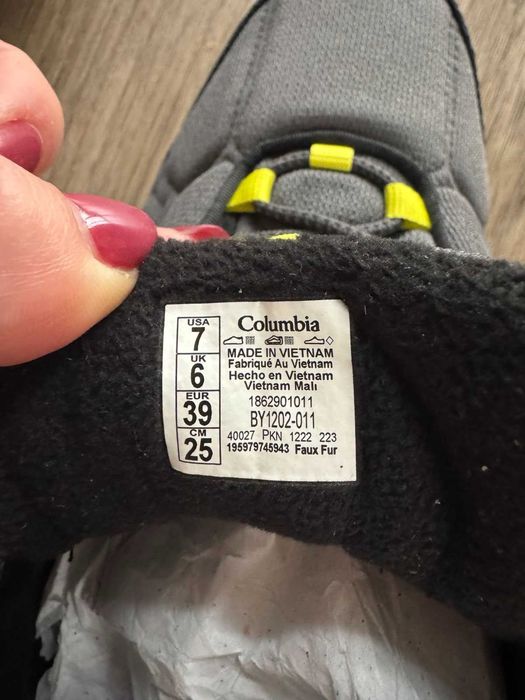 USA
7
UK
6
EUR
39
CM
25
Columbia
MADE IN VIETNAM
Fabriqué Au Vietnam
Hecho en Vietnam
Vietnam Malı
1862901011
BY1202-011
40027 PKN 1222 223
195979745943 Faux Fur